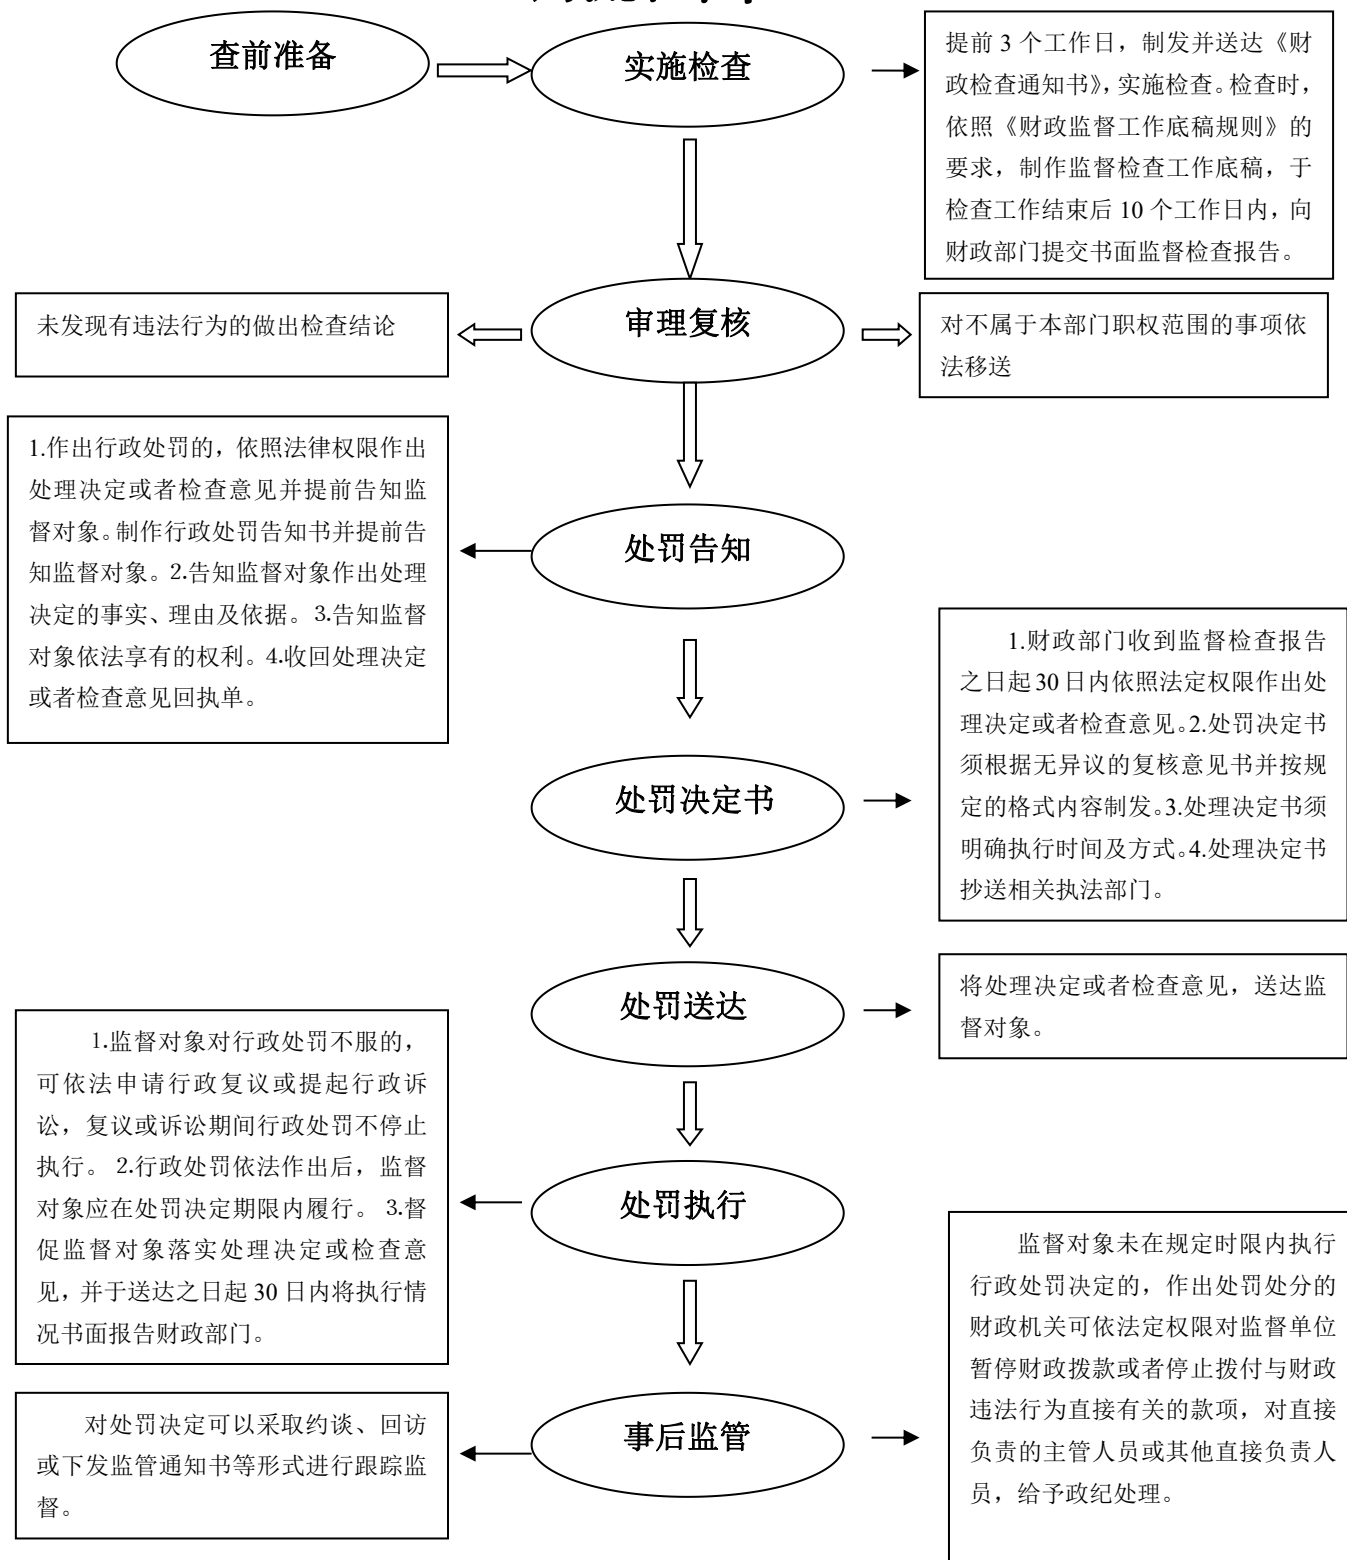 查前准备
实施检查
提前 3 个工作日，制发并送达《财
政检查通知书》，实施检查。检查时，
依照《财政监督工作底稿规则》的
要求，制作监督检查工作底稿，于
检查工作结束后 10 个工作日内，向
财政部门提交书面监督检查报告。
未发现有违法行为的做出检查结论
审理复核
对不属于本部门职权范围的事项依
法移送
1.作出行政处罚的，依照法律权限作出
处理决定或者检查意见并提前告知监
督对象。制作行政处罚告知书并提前告
知监督对象。2.告知监督对象作出处理
决定的事实、理由及依据。3.告知监督
对象依法享有的权利。4.收回处理决定
或者检查意见回执单。
处罚告知
1.财政部门收到监督检查报告
之日起 30 日内依照法定权限作出处
理决定或者检查意见。2.处罚决定书
须根据无异议的复核意见书并按规
定的格式内容制发。3.处理决定书须
明确执行时间及方式。4.处理决定书
抄送相关执法部门。
处罚决定书
处罚送达
将处理决定或者检查意见，送达监
督对象。
1.监督对象对行政处罚不服的，
可依法申请行政复议或提起行政诉
讼，复议或诉讼期间行政处罚不停止
执行。 2.行政处罚依法作出后，监督
对象应在处罚决定期限内履行。 3.督
促监督对象落实处理决定或检查意
见，并于送达之日起 30 日内将执行情
况书面报告财政部门。
处罚执行
监督对象未在规定时限内执行
行政处罚决定的，作出处罚处分的
财政机关可依法定权限对监督单位
暂停财政拨款或者停止拨付与财政
违法行为直接有关的款项，对直接
负责的主管人员或其他直接负责人
员，给予政纪处理。
对处罚决定可以采取约谈、回访
或下发监管通知书等形式进行跟踪监
督。
事后监管